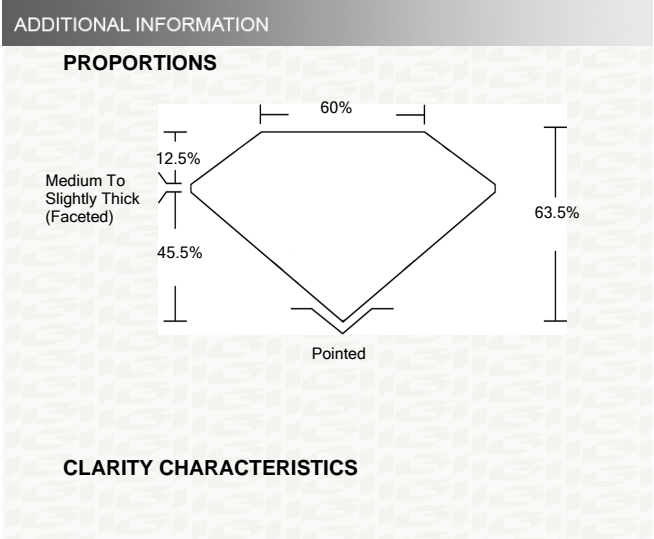 ADDITIONAL INFORMATION
PROPORTIONS
60%
12.5%
Medium To
Slightly Thick
(Faceted)
63.5%
45.5%
Pointed
CLARITY CHARACTERISTICS